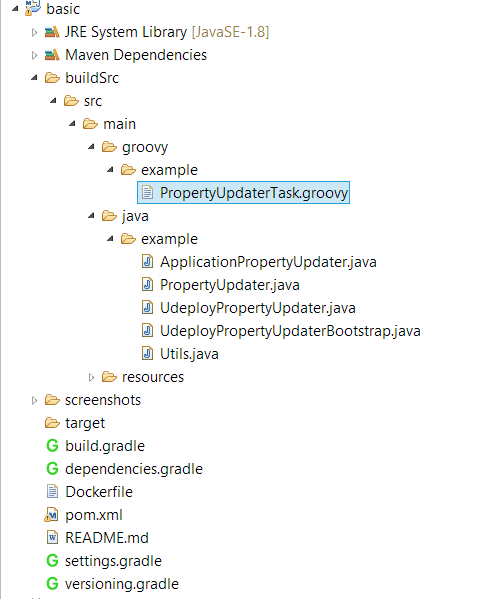 basic
JRE System Library [JavaSE-1.8]
Maven Dependencies
buildSrc
src
main
groovy
example
PropertyUpdaterTask.groovy
java
example
ApplicationPropertyUpdater.java
PropertyUpdater.java
UdeployPropertyUpdater.java
UdeployPropertyUpdaterBootstrap.java
Utils.java
resources
screenshots
target
build.gradle
dependencies.gradle
Dockerfile
pom.xml
README.md
settings.gradle
versioning.gradle